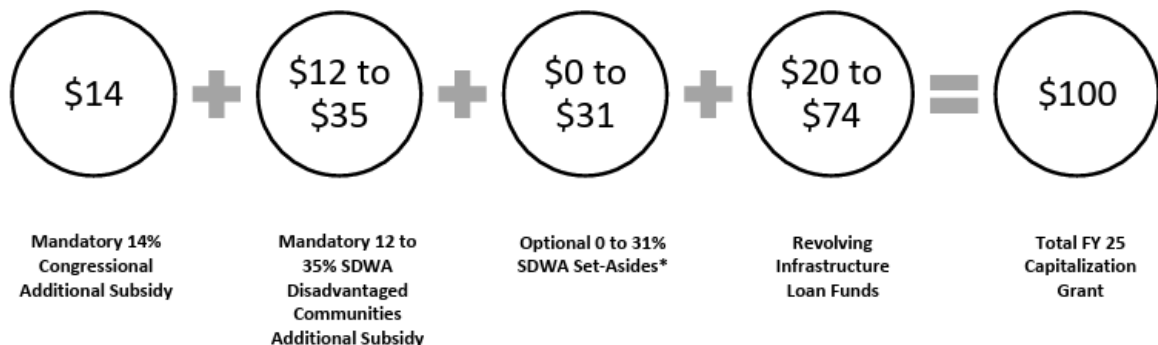 $14
+
$12 to
$35
+
$0 to
$31
+
$20 to
$74
=
$100
Mandatory 14%
Congressional
Additional Subsidy
Mandatory 12 to
35% SDWA
Disadvantaged
Communities
Additional Subsidy
Optional 0 to 31%
SDWA Set-Asides*
Revolving
Infrastructure
Loan Funds
Total FY 25
Capitalization
Grant